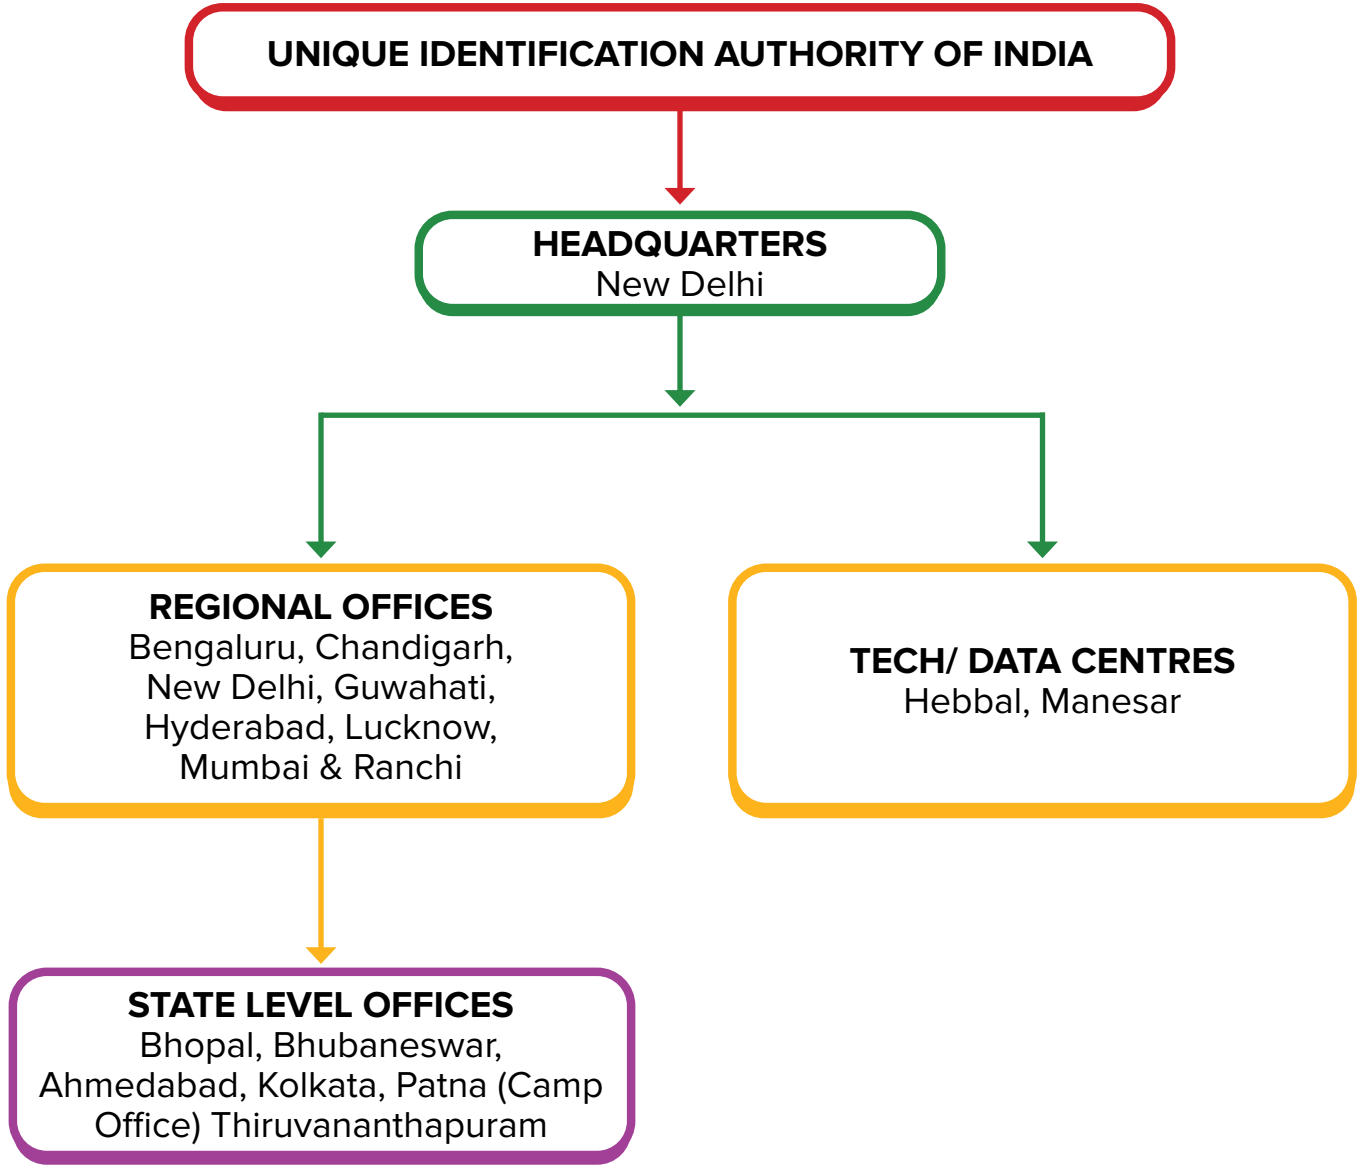 UNIQUE IDENTIFICATION AUTHORITY OF INDIA
HEADQUARTERS
New Delhi
REGIONAL OFFICES
Bengaluru, Chandigarh,
New Delhi, Guwahati,
Hyderabad, Lucknow,
Mumbai & Ranchi
TECH/ DATA CENTRES
Hebbal, Manesar
STATE LEVEL OFFICES
Bhopal, Bhubaneswar,
Ahmedabad, Kolkata, Patna (Camp
Office) Thiruvananthapuram